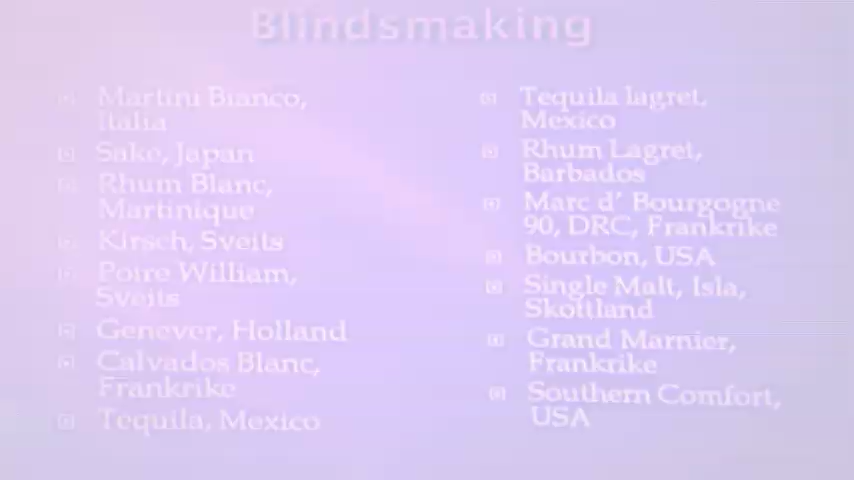 Blindsmaking
Martini Bianco,
Italia
Sake, Japan
Rhum Blanc,
Martinique
Kirsch, Sveits
Poire William,
Sveits
Genever, Holland
Calvados Blanc,
Frankrike
Tequila, Mexico
Tequila lagret,
Mexico
Rhum Lagret,
Barbados
Marc d' Bourgogne
90, DRC, Frankrike
Bourbon, USA
Single Malt, Isla,
Skottland
Grand Marnier,
Frankrike
Southern Comfort,
USA